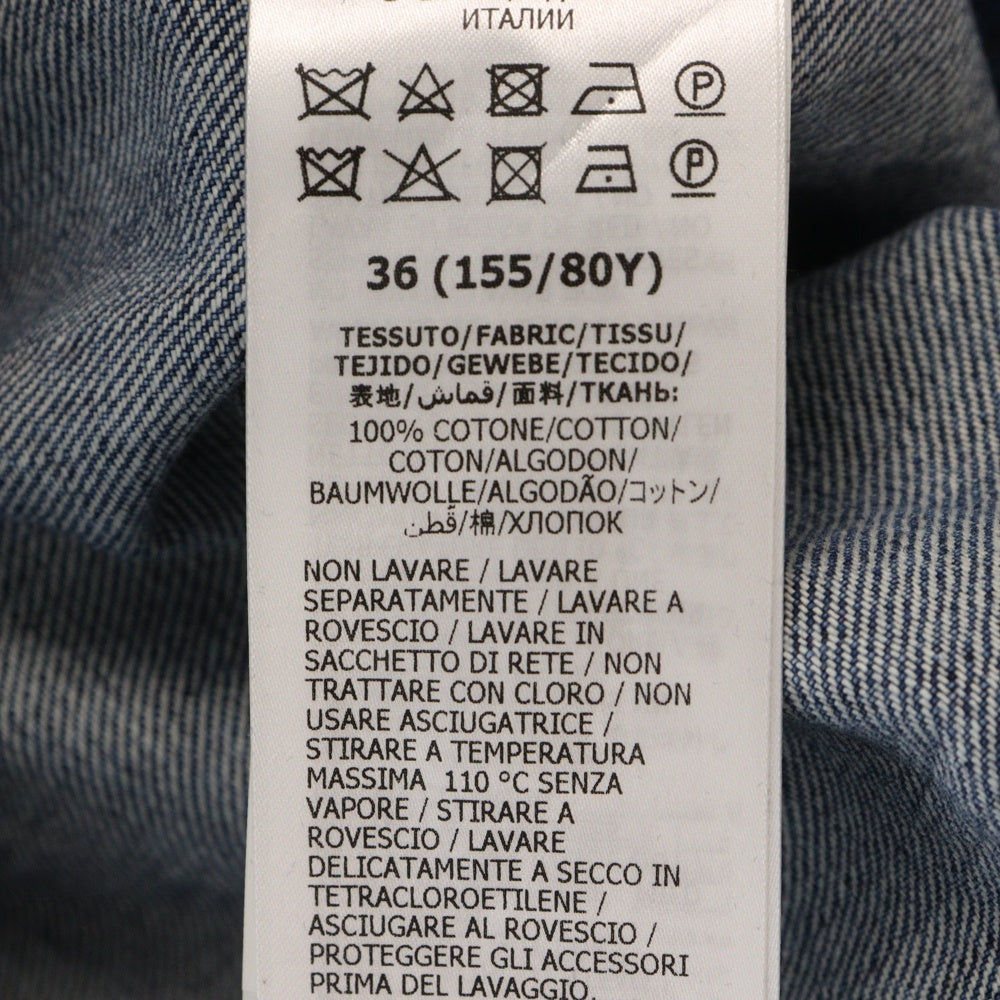 ИТАЛИИ
P
P
36 (155/80Y)
TESSUTO/FABRIC/TISSU/
TEJIDO/GEWEBE/TECIDO/
表地/قماش/面料/ТКАНЬ:
100% COTONE/COTTON/
COTON/ALGODON/
BAUMWOLLE/ALGODÃO/コットン/
قُطن/棉/ХЛОПОК
NON LAVARE / LAVARE
SEPARATAMENTE / LAVARE A
ROVESCIO / LAVARE IN
SACCHETTO DI RETE / NON
TRATTARE CON CLORO / NON
USARE ASCIUGATRICE /
STIRARE A TEMPERATURA
MASSIMA 110 °C SENZA
VAPORE / STIRARE A
ROVESCIO / LAVARE
DELICATAMENTE A SECCO IN
TETRACLOROETILENE /
ASCIUGARE AL ROVESCIO /
PROTEGGERE GLI ACCESSORI
PRIMA DEL LAVAGGIO.